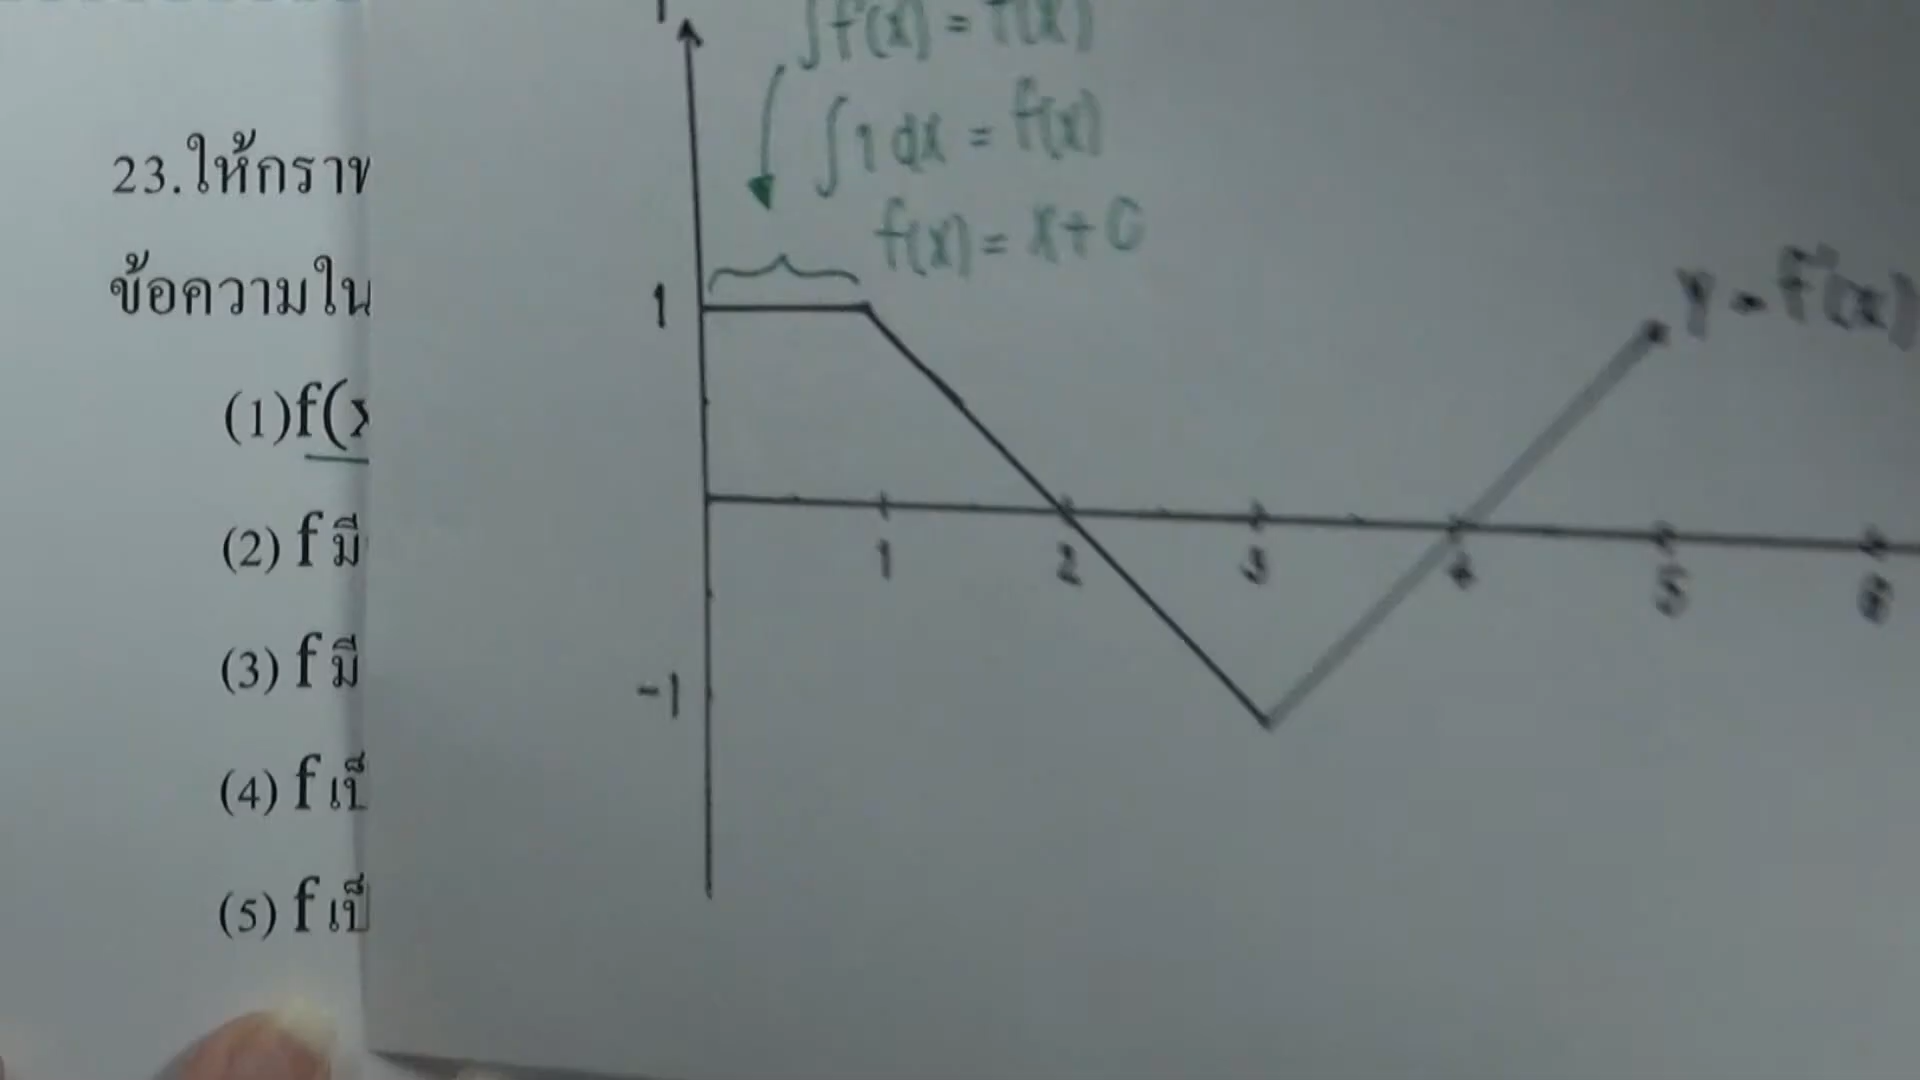 23.ให้กราฟ
ข้อความใน
(1)f(x
(2) f มี
(3) f มี
(4) f เป็
(5) f เป็
∫f'(x) = f(x)
∫1 dx = f(x)
f(x) = x + C
1
-1
1 2 3 4 5 6
y = f'(x)